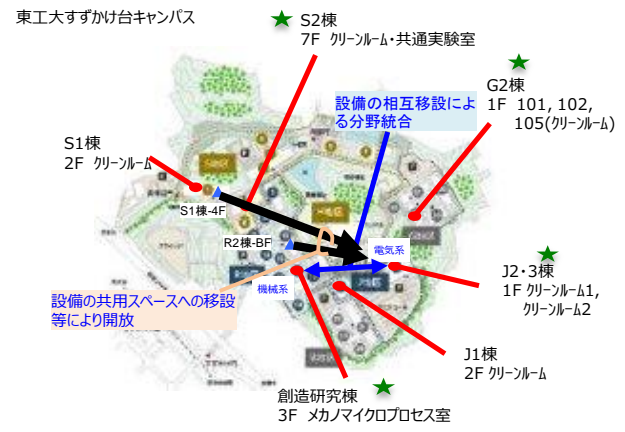 東工大すずかけ台キャンパス
S2棟
7F クリーンルーム・共通実験室
G2棟
1F 101, 102,
105(クリーンルーム)
設備の相互移設によ
る分野統合
S1棟
2F クリーンルーム
S1棟-4F
R2棟-BF
電気系
機械系
J2・3棟
1F クリーンルーム1,
クリーンルーム2
設備の共用スペースへの移設
等により開放
J1棟
2F クリーンルーム
創造研究棟
3F メカノマイクロプロセス室